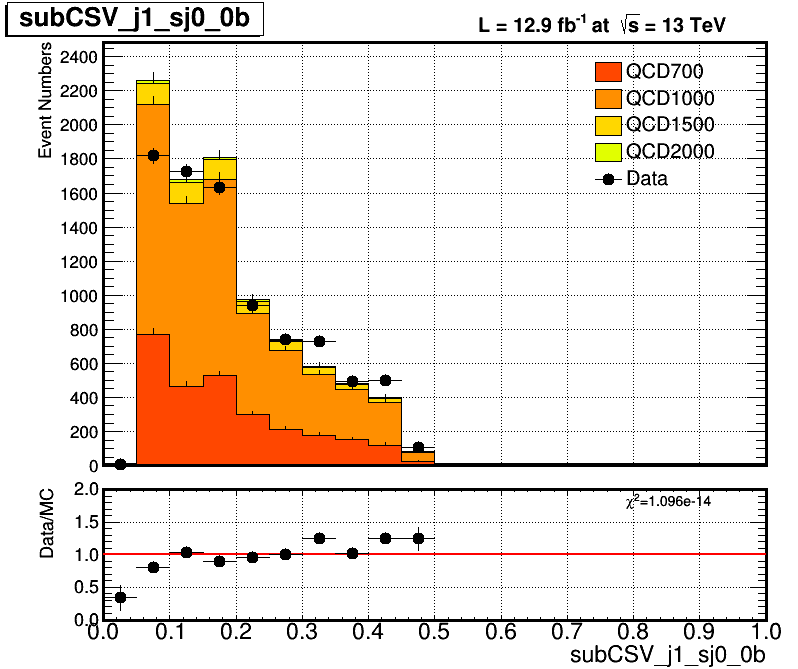 subCSV_j1_sj0_0b
L = 12.9 fb⁻¹ at √s = 13 TeV
Event Numbers
2400
2200
2000
1800
1600
1400
1200
1000
800
600
400
200
0
QCD700
QCD1000
QCD1500
QCD2000
Data
Data/MC
2.0
1.5
1.0
0.5
0.0
χ²=1.096e-14
0.0 0.1 0.2 0.3 0.4 0.5 0.6 0.7 0.8 0.9 1.0
subCSV_j1_sj0_0b